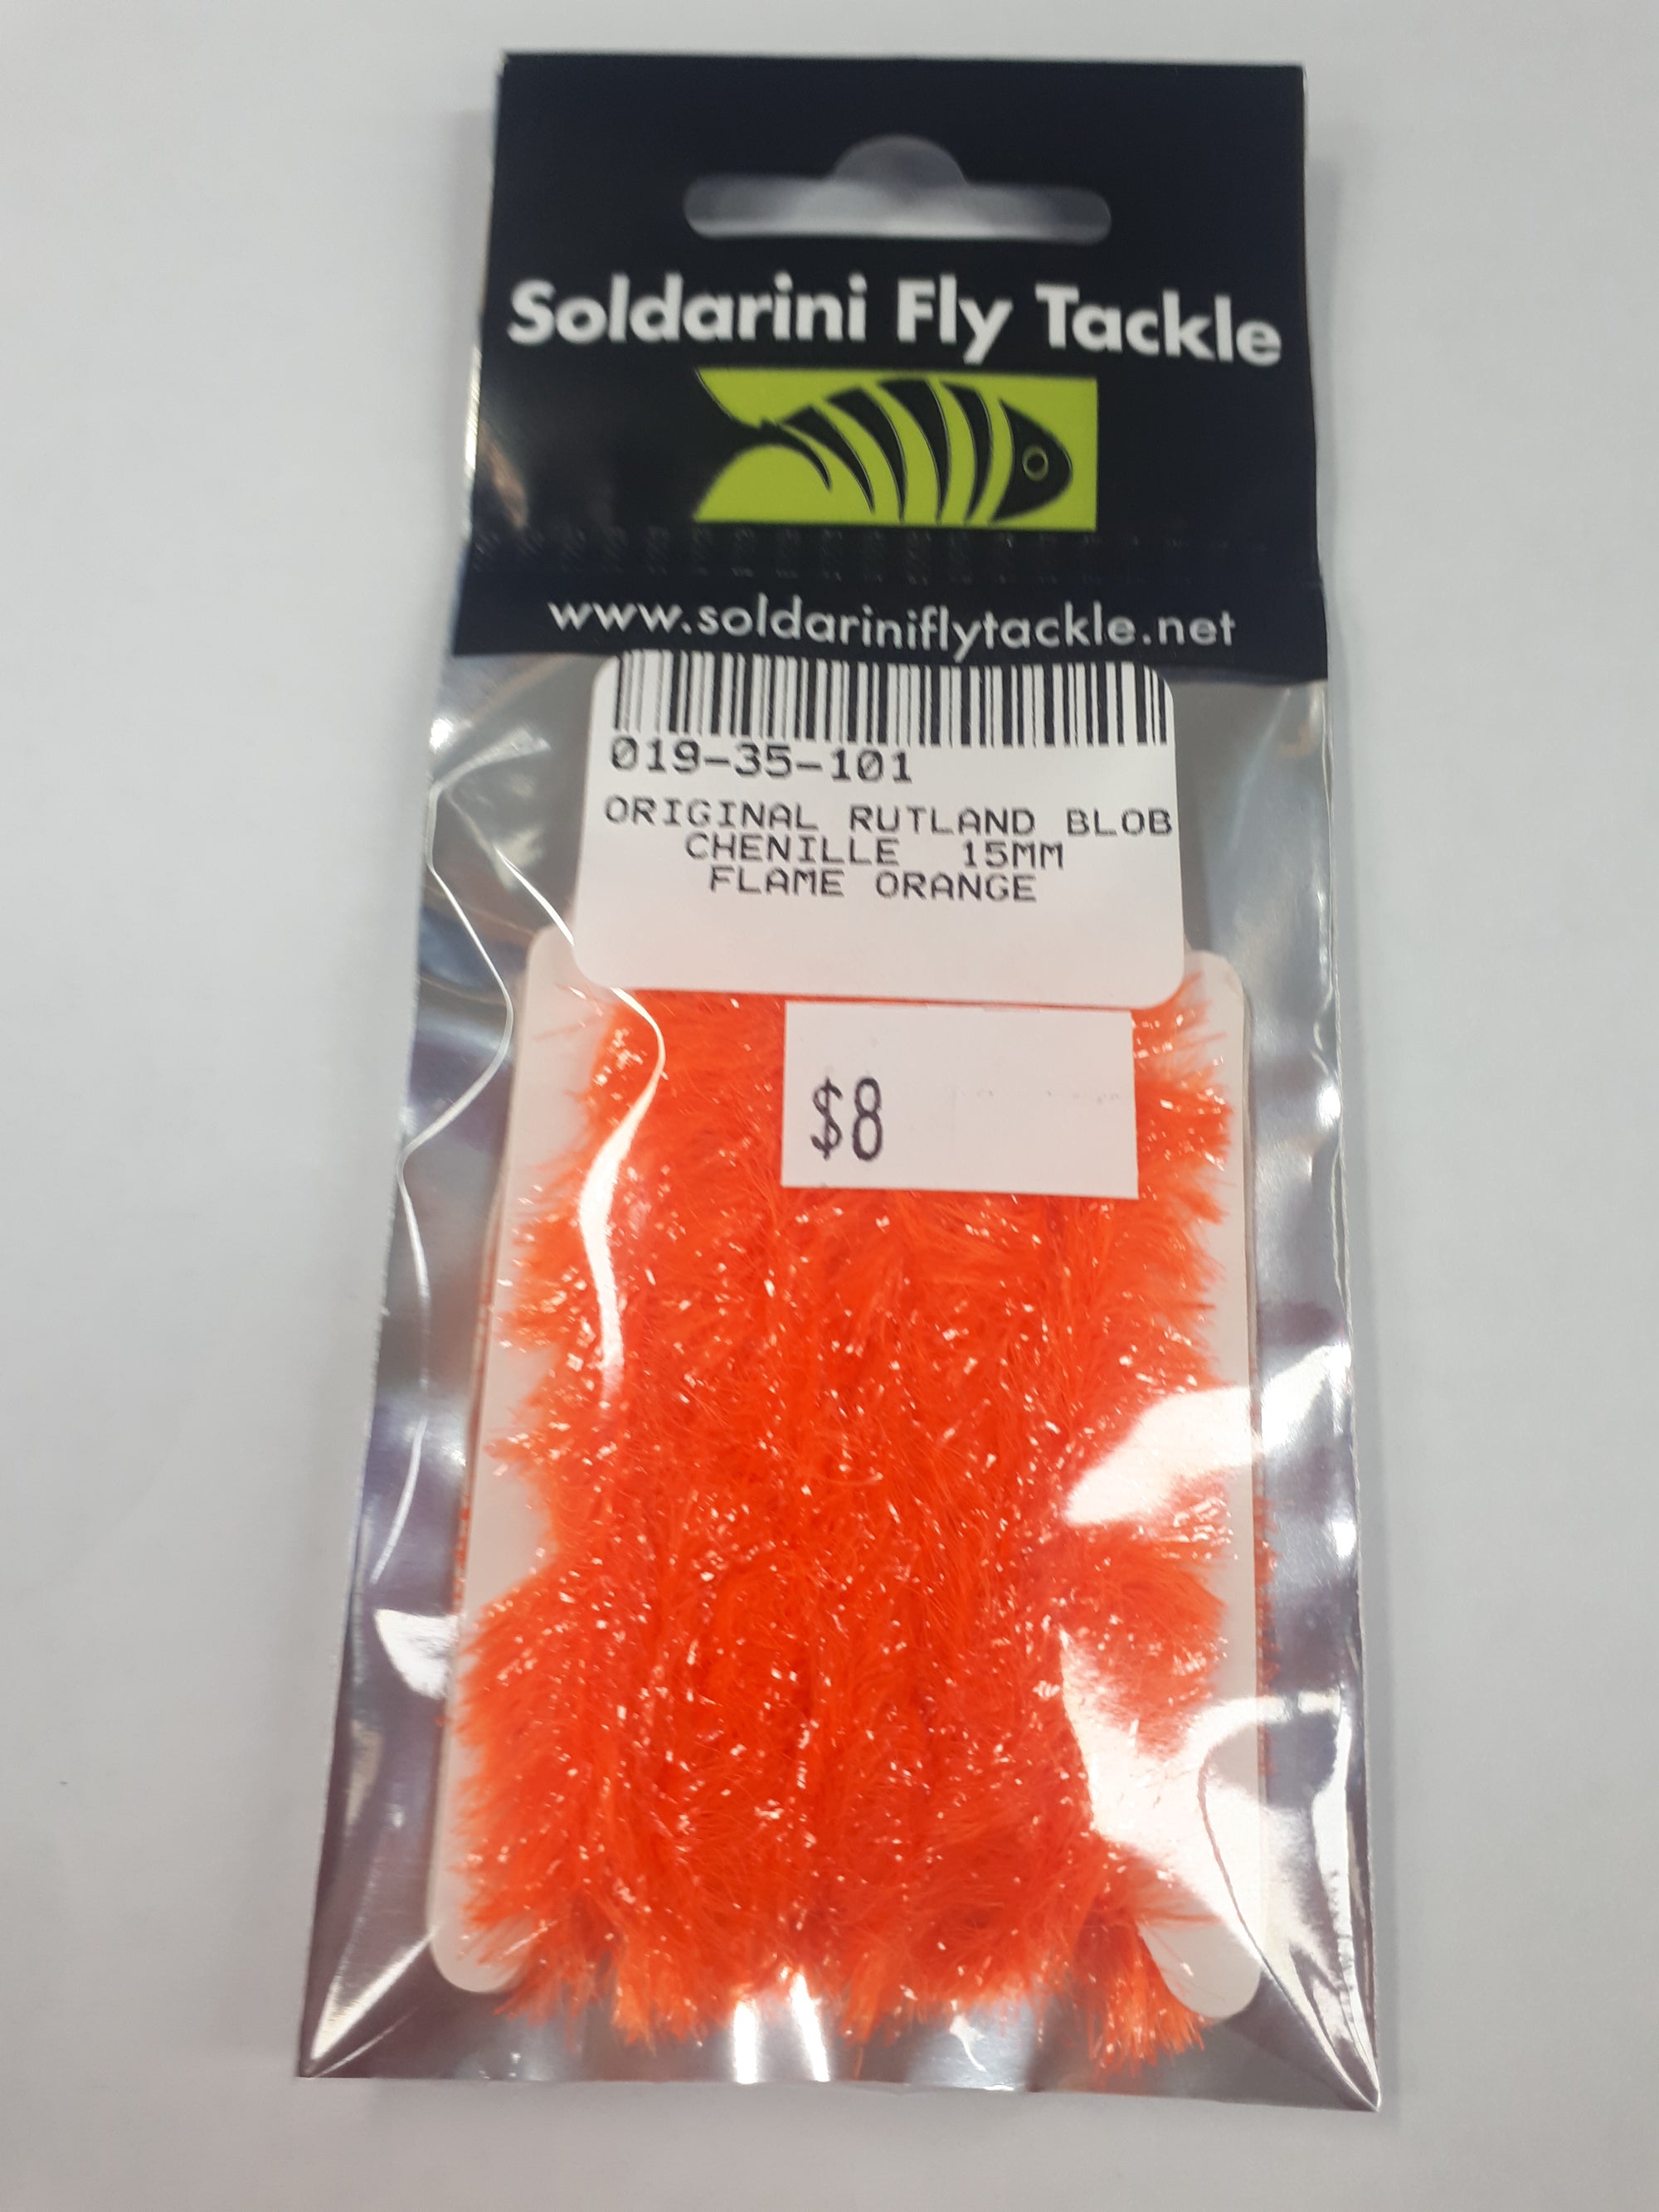 Soldarini Fly Tackle
www.soldariniflytackle.net
019-35-101
ORIGINAL RUTLAND BLOB
CHENILLE 15MM
FLAME ORANGE
$8